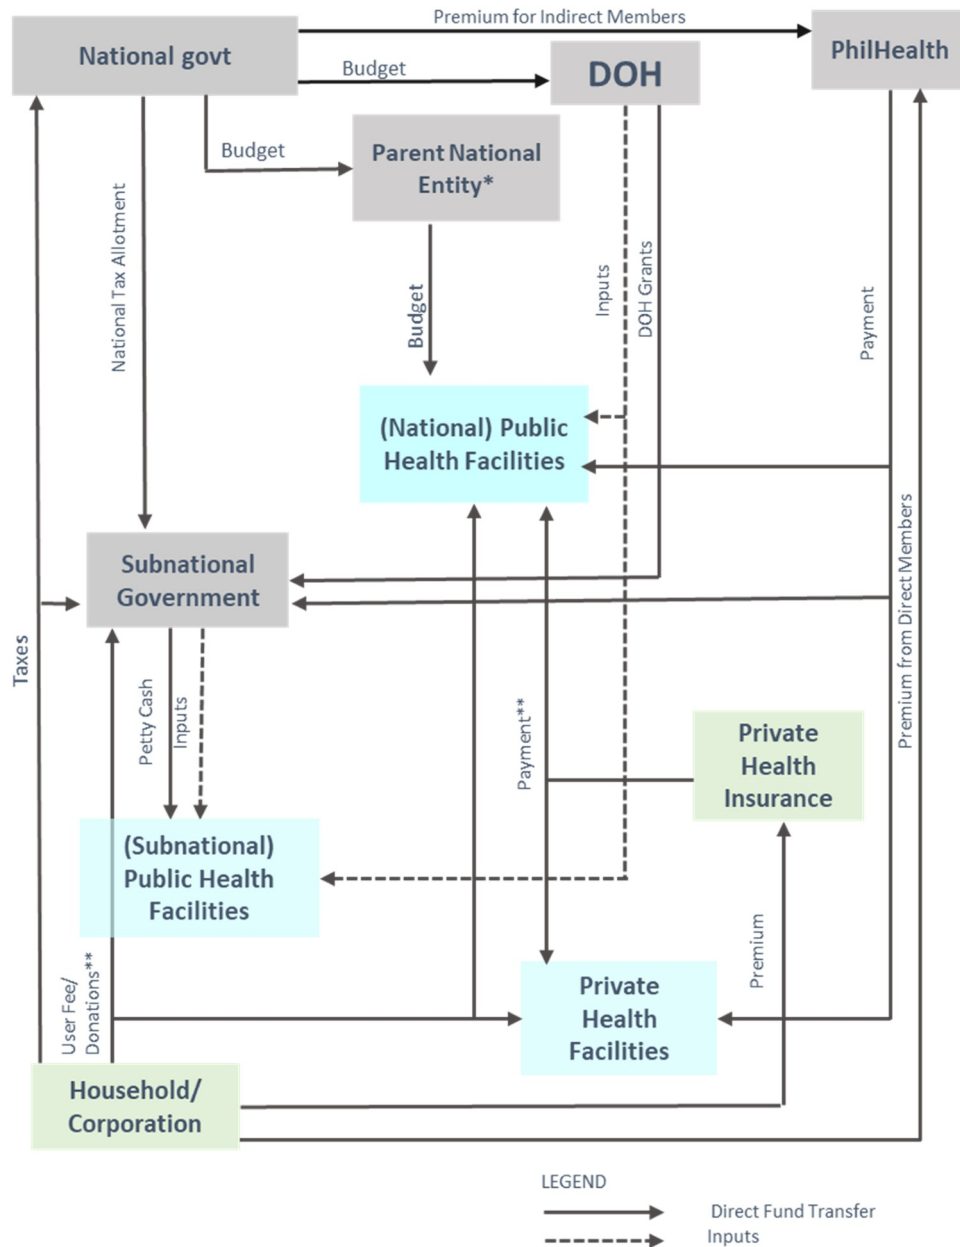 Premium for Indirect Members
National govt
PhilHealth
Budget
DOH
Budget
Parent National
Entity*
National Tax Allotment
Inputs
DOH Grants
Payment
Budget
(National) Public
Health Facilities
Premium from Direct Members
Subnational
Government
Taxes
Petty Cash
Inputs
Payment**
Private
Health
Insurance
(Subnational)
Public Health
Facilities
Premium
User Fee/
Donations**
Private
Health
Facilities
Household/
Corporation
LEGEND
Direct Fund Transfer
Inputs